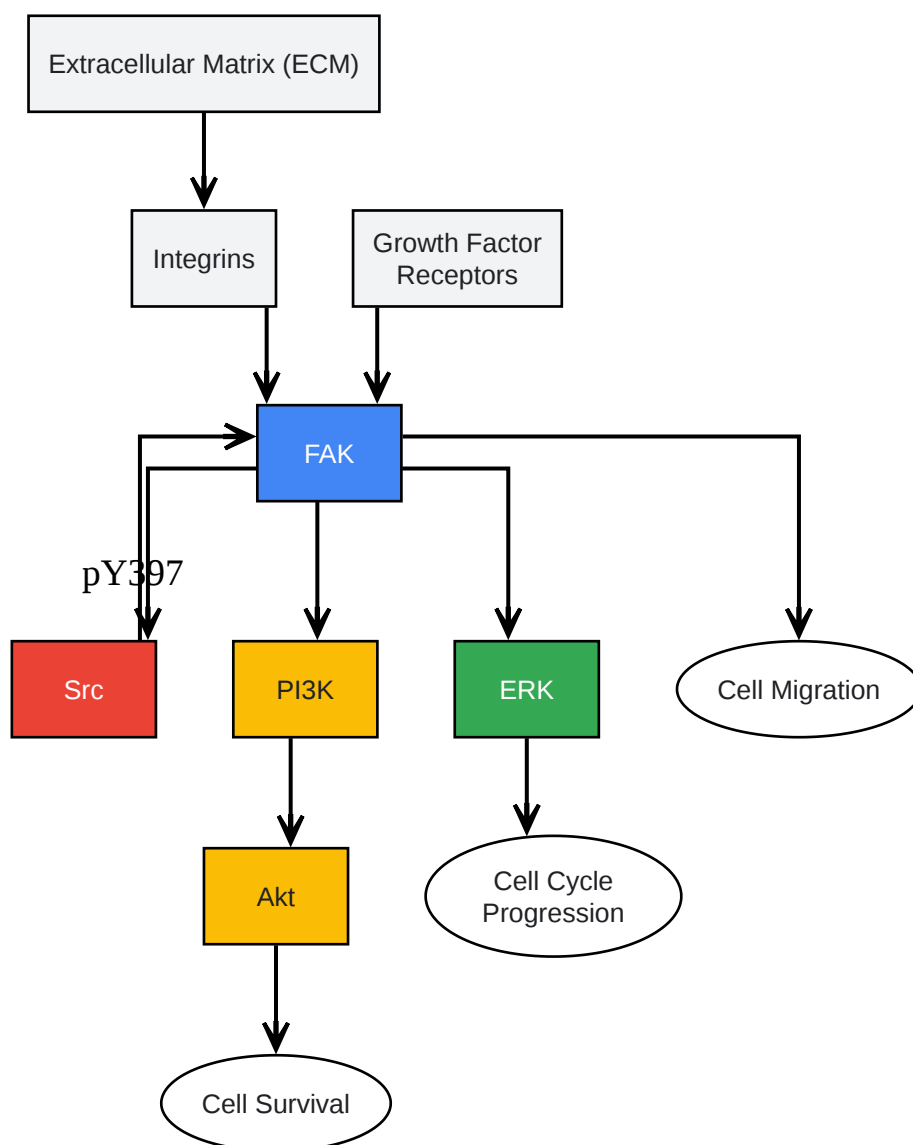 Extracellular Matrix (ECM)
Integrins
Growth Factor
Receptors
FAK
pY397
Src
PI3K
ERK
Cell Migration
Akt
Cell Cycle
Progression
Cell Survival